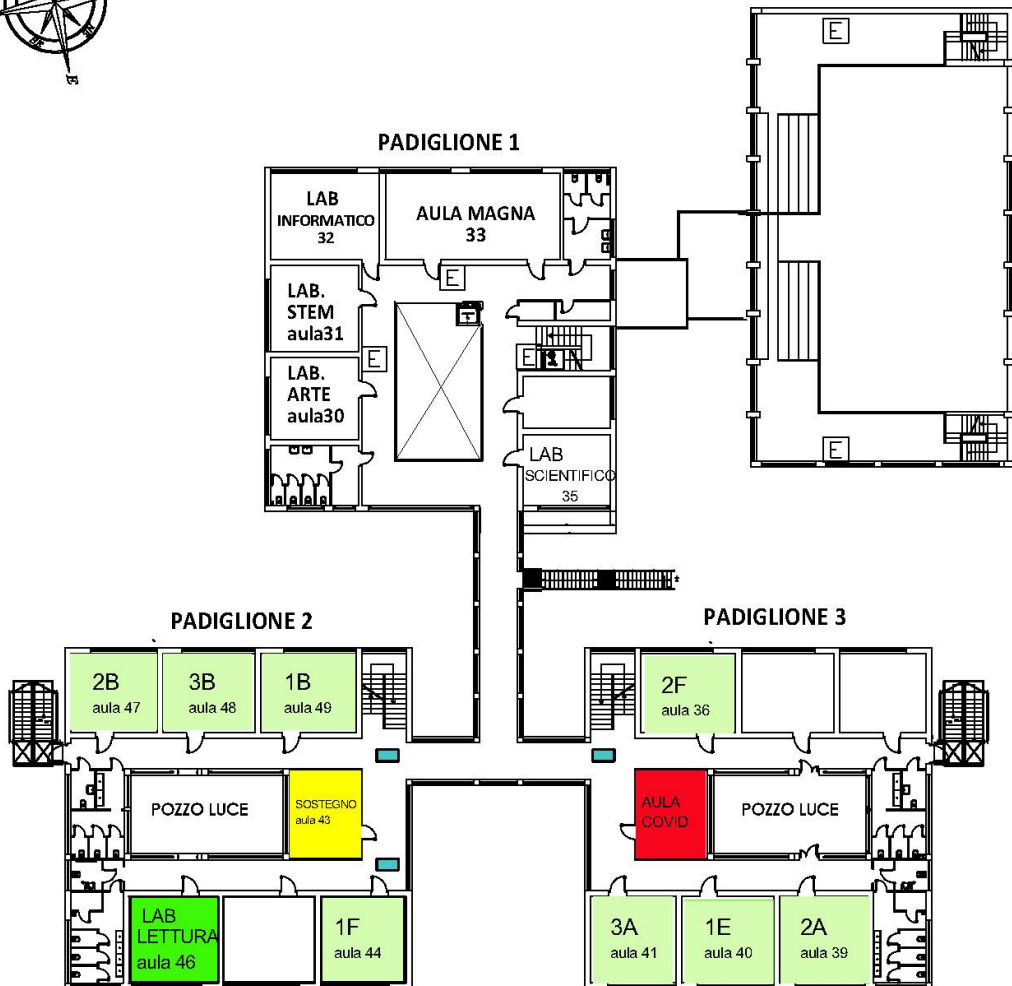 E
PADIGLIONE 1
LAB
INFORMATICO
32
AULA MAGNA
33
E
E
LAB.
STEM
aula31
E
E
LAB.
ARTE
aula30
LAB
SCIENTIFICO
35
E
PADIGLIONE 2
PADIGLIONE 3
2B
aula 47
3B
aula 48
1B
aula 49
2F
aula 36
POZZO LUCE
SOSTEGNO
aula 43
AULA
COVID
POZZO LUCE
LAB
LETTURA
aula 46
1F
aula 44
3A
aula 41
1E
aula 40
2A
aula 39